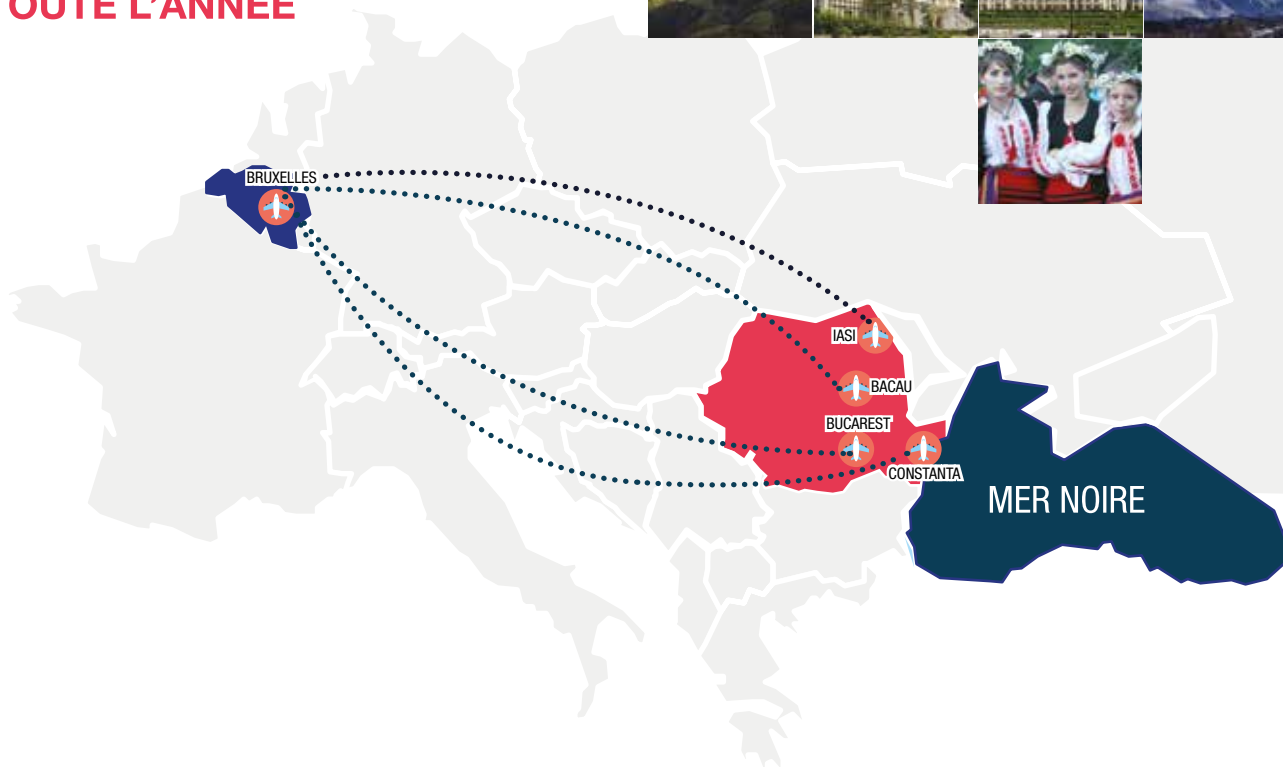 OUTE L'ANNÉE
BRUXELLES
IASI
BACAU
BUCAREST
CONSTANTA
MER NOIRE